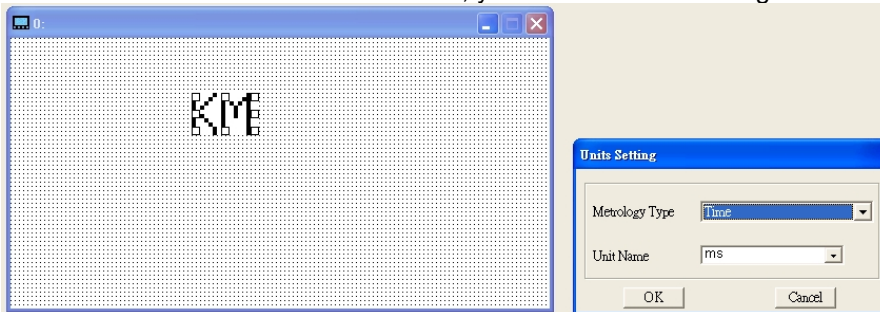 0:
KM
Units Setting
Metrology Type Time
Unit Name ms
OK Cancel